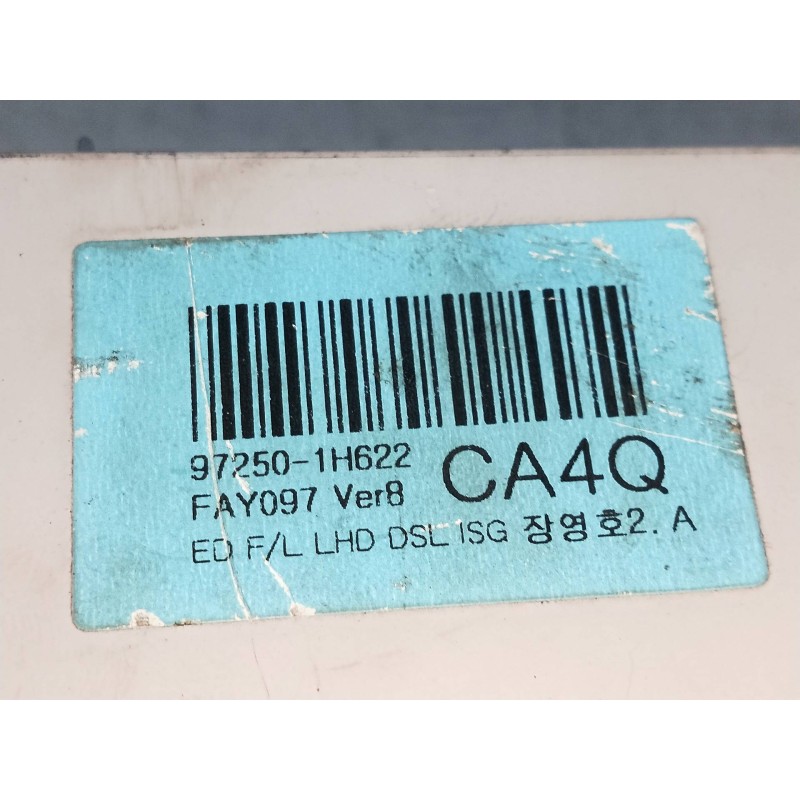 97250-1H622
CA4Q
FAY097 Ver8
ED F/L LHD DSL ISG 장영호2. A